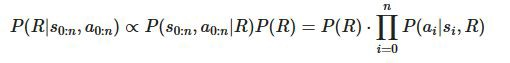 P(R|s_{0:n}, a_{0:n}) ∝ P(s_{0:n}, a_{0:n}|R)P(R) = P(R) · ∏_{i=0}^{n} P(a_i|s_i, R)